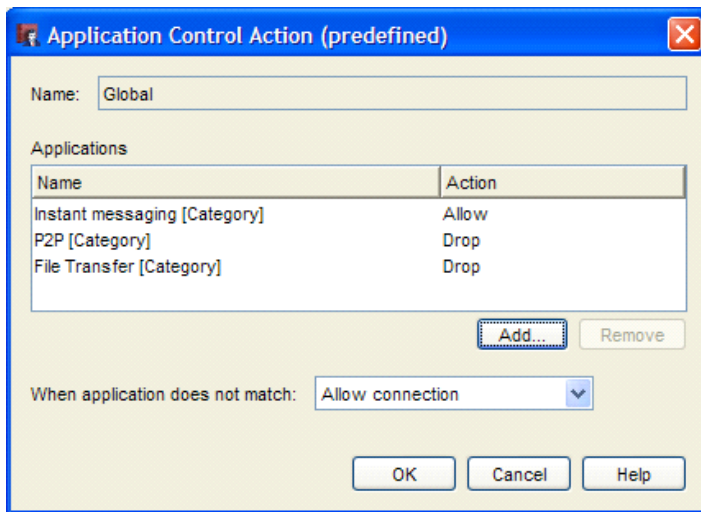 Application Control Action (predefined)
Name: Global
Applications
Name Action
Instant messaging [Category] Allow
P2P [Category] Drop
File Transfer [Category] Drop
Add... Remove
When application does not match: Allow connection
OK Cancel Help